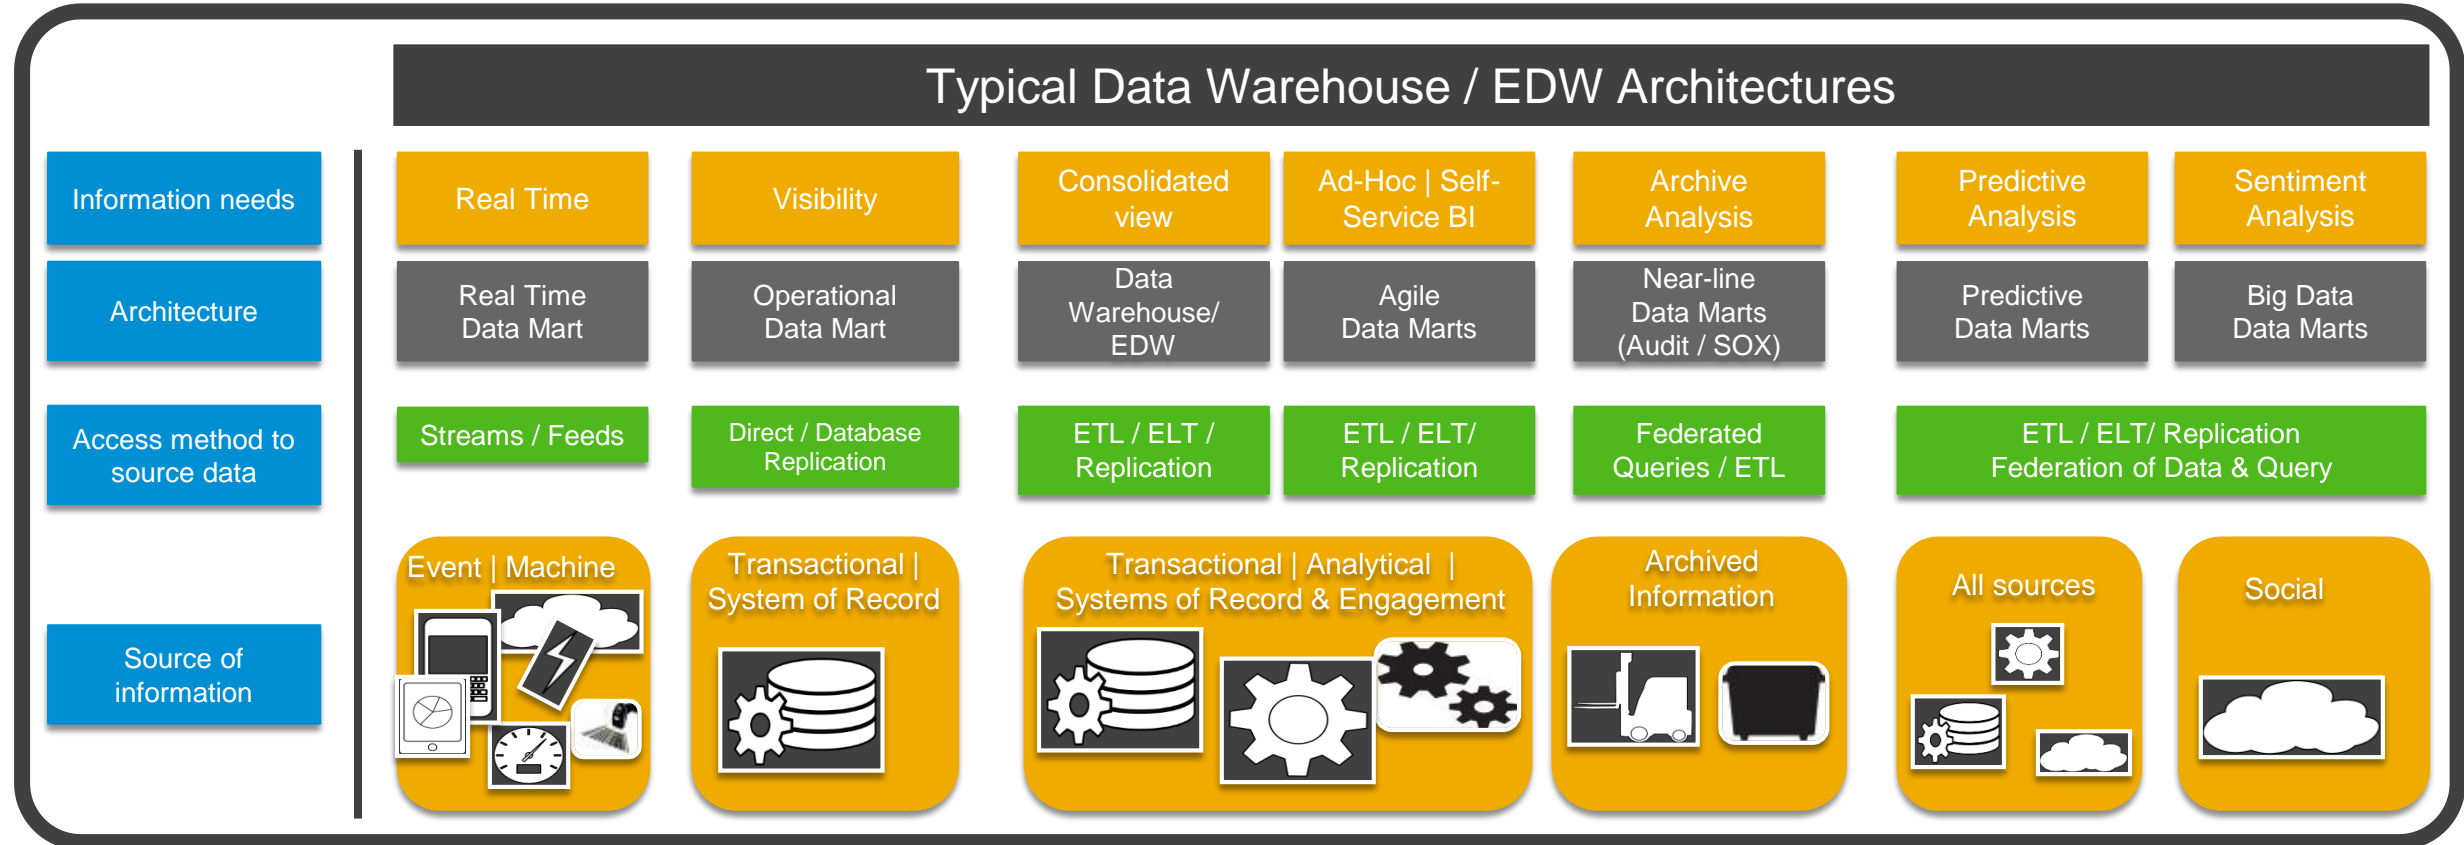 Typical Data Warehouse / EDW Architectures
Information needs
Real Time
Visibility
Consolidated
view
Ad-Hoc | Self-
Service BI
Archive
Analysis
Predictive
Analysis
Sentiment
Analysis
Architecture
Real Time
Data Mart
Operational
Data Mart
Data
Warehouse/
EDW
Agile
Data Marts
Near-line
Data Marts
(Audit / SOX)
Predictive
Data Marts
Big Data
Data Marts
Access method to
source data
Streams / Feeds
Direct / Database
Replication
ETL / ELT /
Replication
ETL / ELT/
Replication
Federated
Queries / ETL
ETL / ELT/ Replication
Federation of Data & Query
Source of
information
Event | Machine
Transactional |
System of Record
Transactional | Analytical |
Systems of Record & Engagement
Archived
Information
All sources
Social